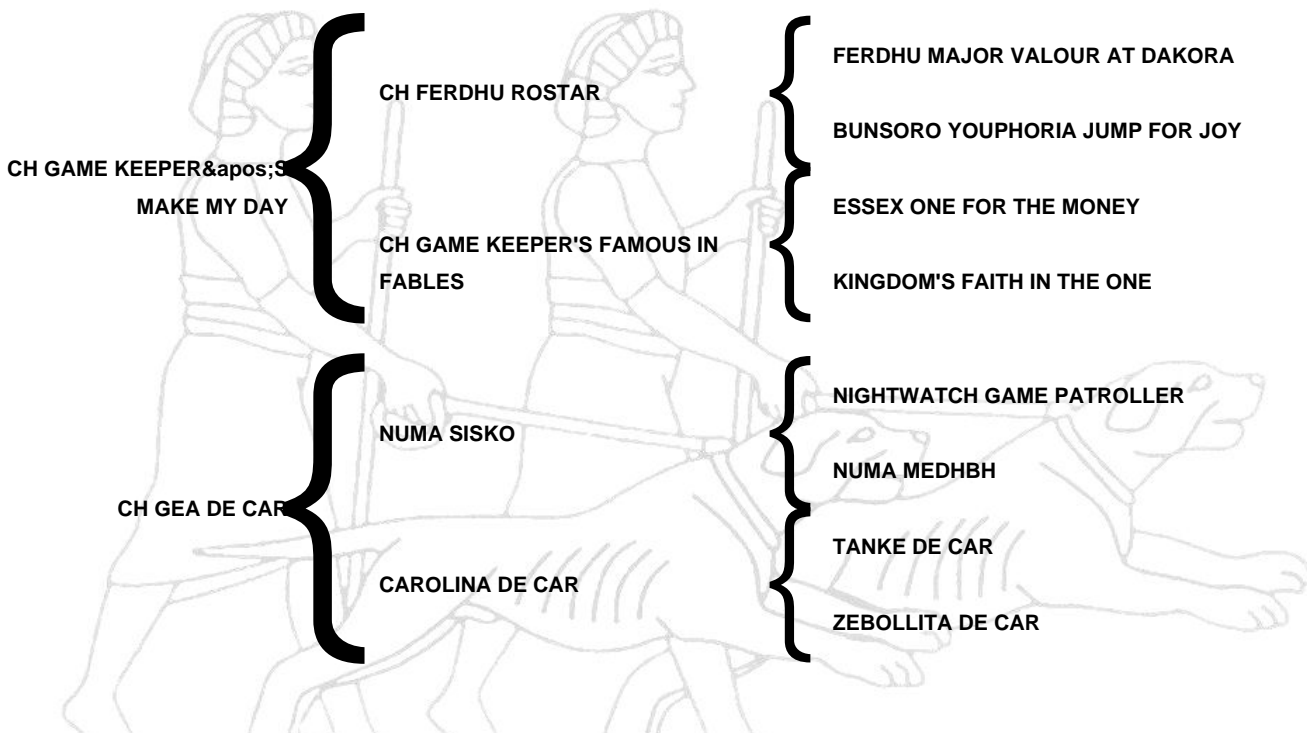 FERDHU MAJOR VALOUR AT DAKORA
CH FERDHU ROSTAR
BUNSORO YOUPHORIA JUMP FOR JOY
CH GAME KEEPER&apos;S
MAKE MY DAY
ESSEX ONE FOR THE MONEY
CH GAME KEEPER'S FAMOUS IN
FABLES
KINGDOM'S FAITH IN THE ONE
NIGHTWATCH GAME PATROLLER
NUMA SISKO
NUMA MEDHBH
CH GEA DE CAR
TANKE DE CAR
CAROLINA DE CAR
ZEBOLLITA DE CAR